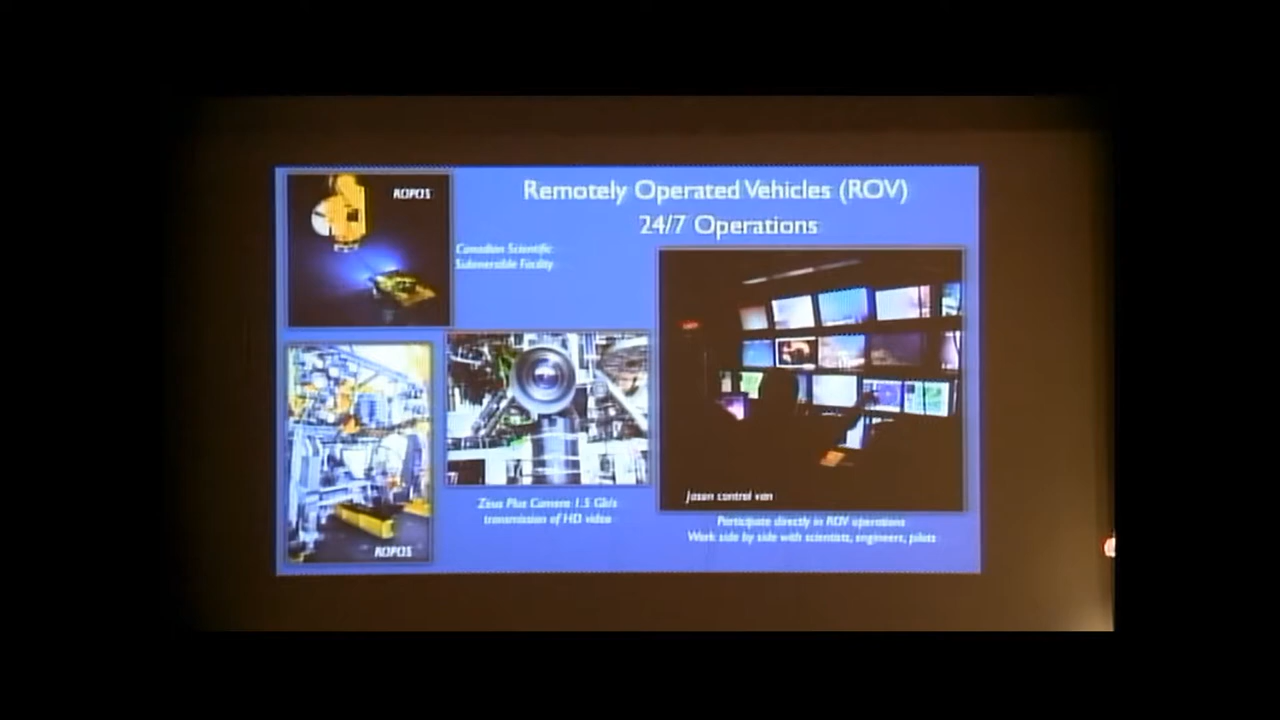 ROPOS
Remotely Operated Vehicles (ROV)
24/7 Operations
Canadian Scientific
Submersible Facility
Zeus Plus Camera 1.5 Gb/s
transmission of HD video
ROPOS
Jason control van
Participate directly in ROV operations
Work side by side with scientists, engineers, pilots